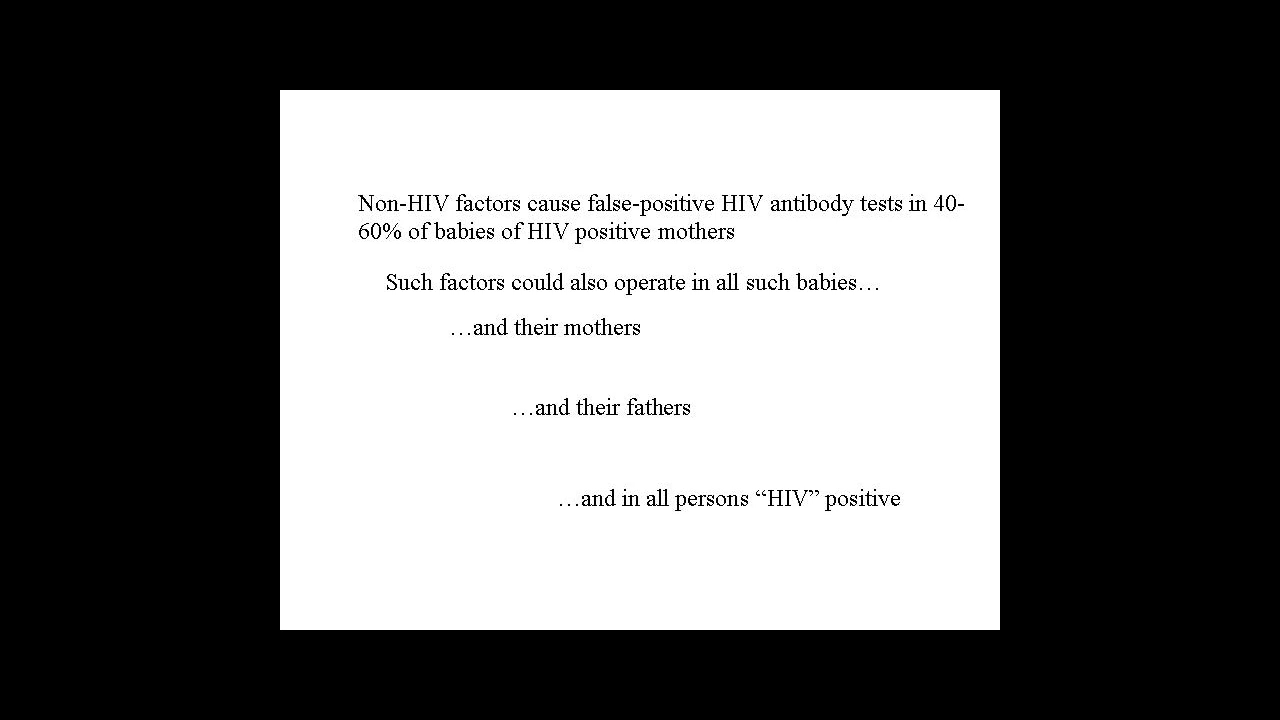 Non-HIV factors cause false-positive HIV antibody tests in 40-
60% of babies of HIV positive mothers
Such factors could also operate in all such babies…
…and their mothers
…and their fathers
…and in all persons “HIV” positive